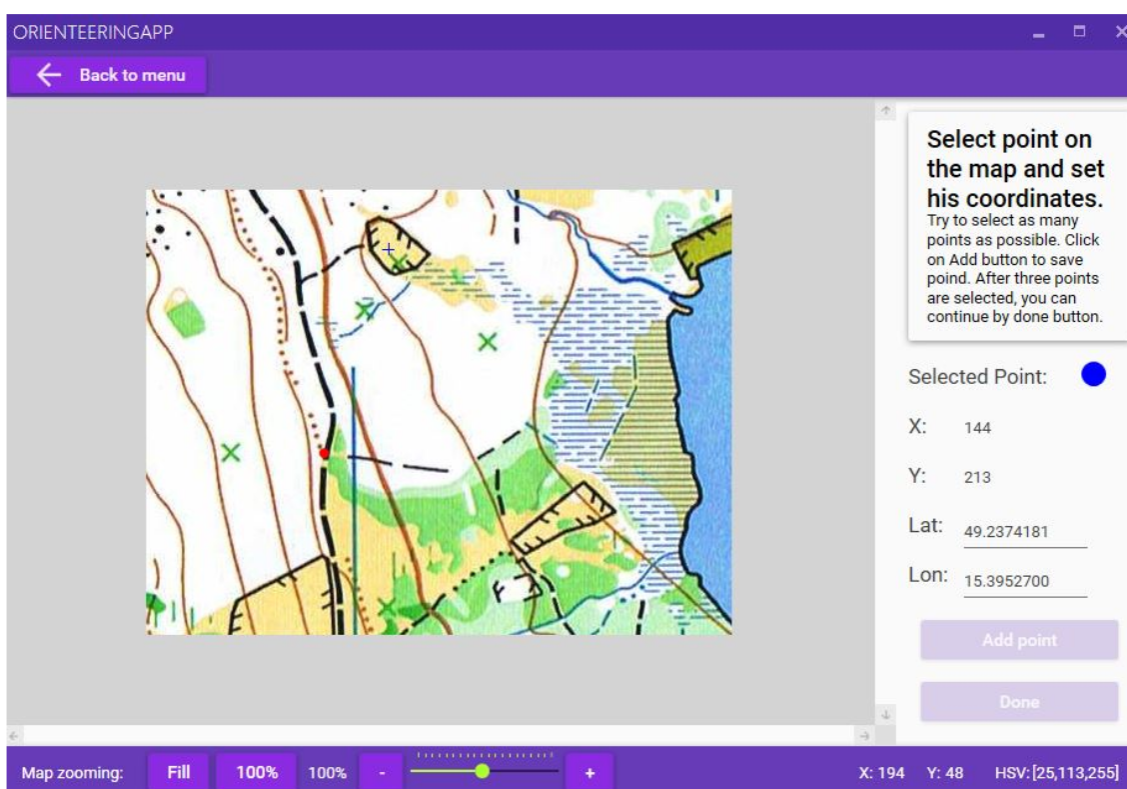 ORIENTEERINGAPP
Back to menu
Select point on
the map and set
his coordinates.
Try to select as many
points as possible. Click
on Add button to save
poind. After three points
are selected, you can
continue by done button.
Selected Point:
X: 144
Y: 213
Lat: 49.2374181
Lon: 15.3952700
Add point
Done
Map zooming: Fill 100% 100% - + X: 194 Y: 48 HSV:[25,113,255]